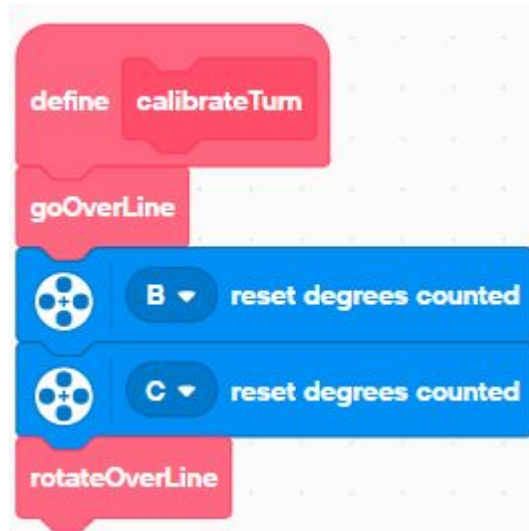 define calibrateTurn
goOverLine
B reset degrees counted
C reset degrees counted
rotateOverLine